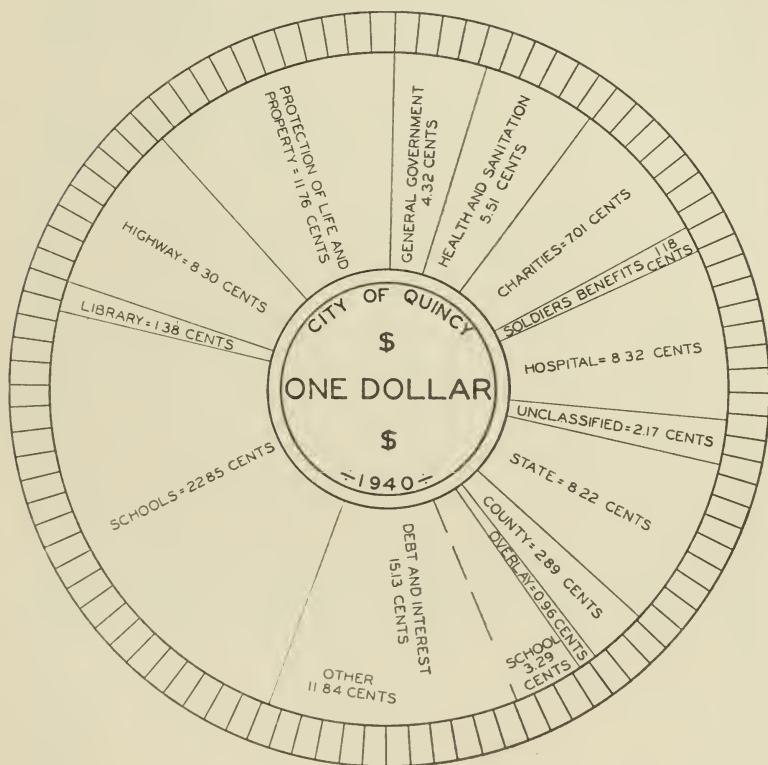 CITY OF QUINCY
$
ONE DOLLAR
$
÷1940÷
GENERAL GOVERNMENT
4.32 CENTS
HEALTH AND SANITATION
5.51 CENTS
CHARITIES=7.01 CENTS
SOLDIERS BENEFITS 1.18
CENTS
HOSPITAL=8 32 CENTS
UNCLASSIFIED=2.17 CENTS
STATE=8.22 CENTS
COUNTY=2.89 CENTS
OVERLAY=0.96 CENTS
SCHOOL
3.29
CENTS
DEBT AND INTEREST
15.13 CENTS
OTHER
11 84 CENTS
SCHOOLS=22.85 CENTS
LIBRARY=1.38 CENTS
HIGHWAY=8 30 CENTS
PROTECTION OF LIFE AND
PROPERTY=11.76 CENTS